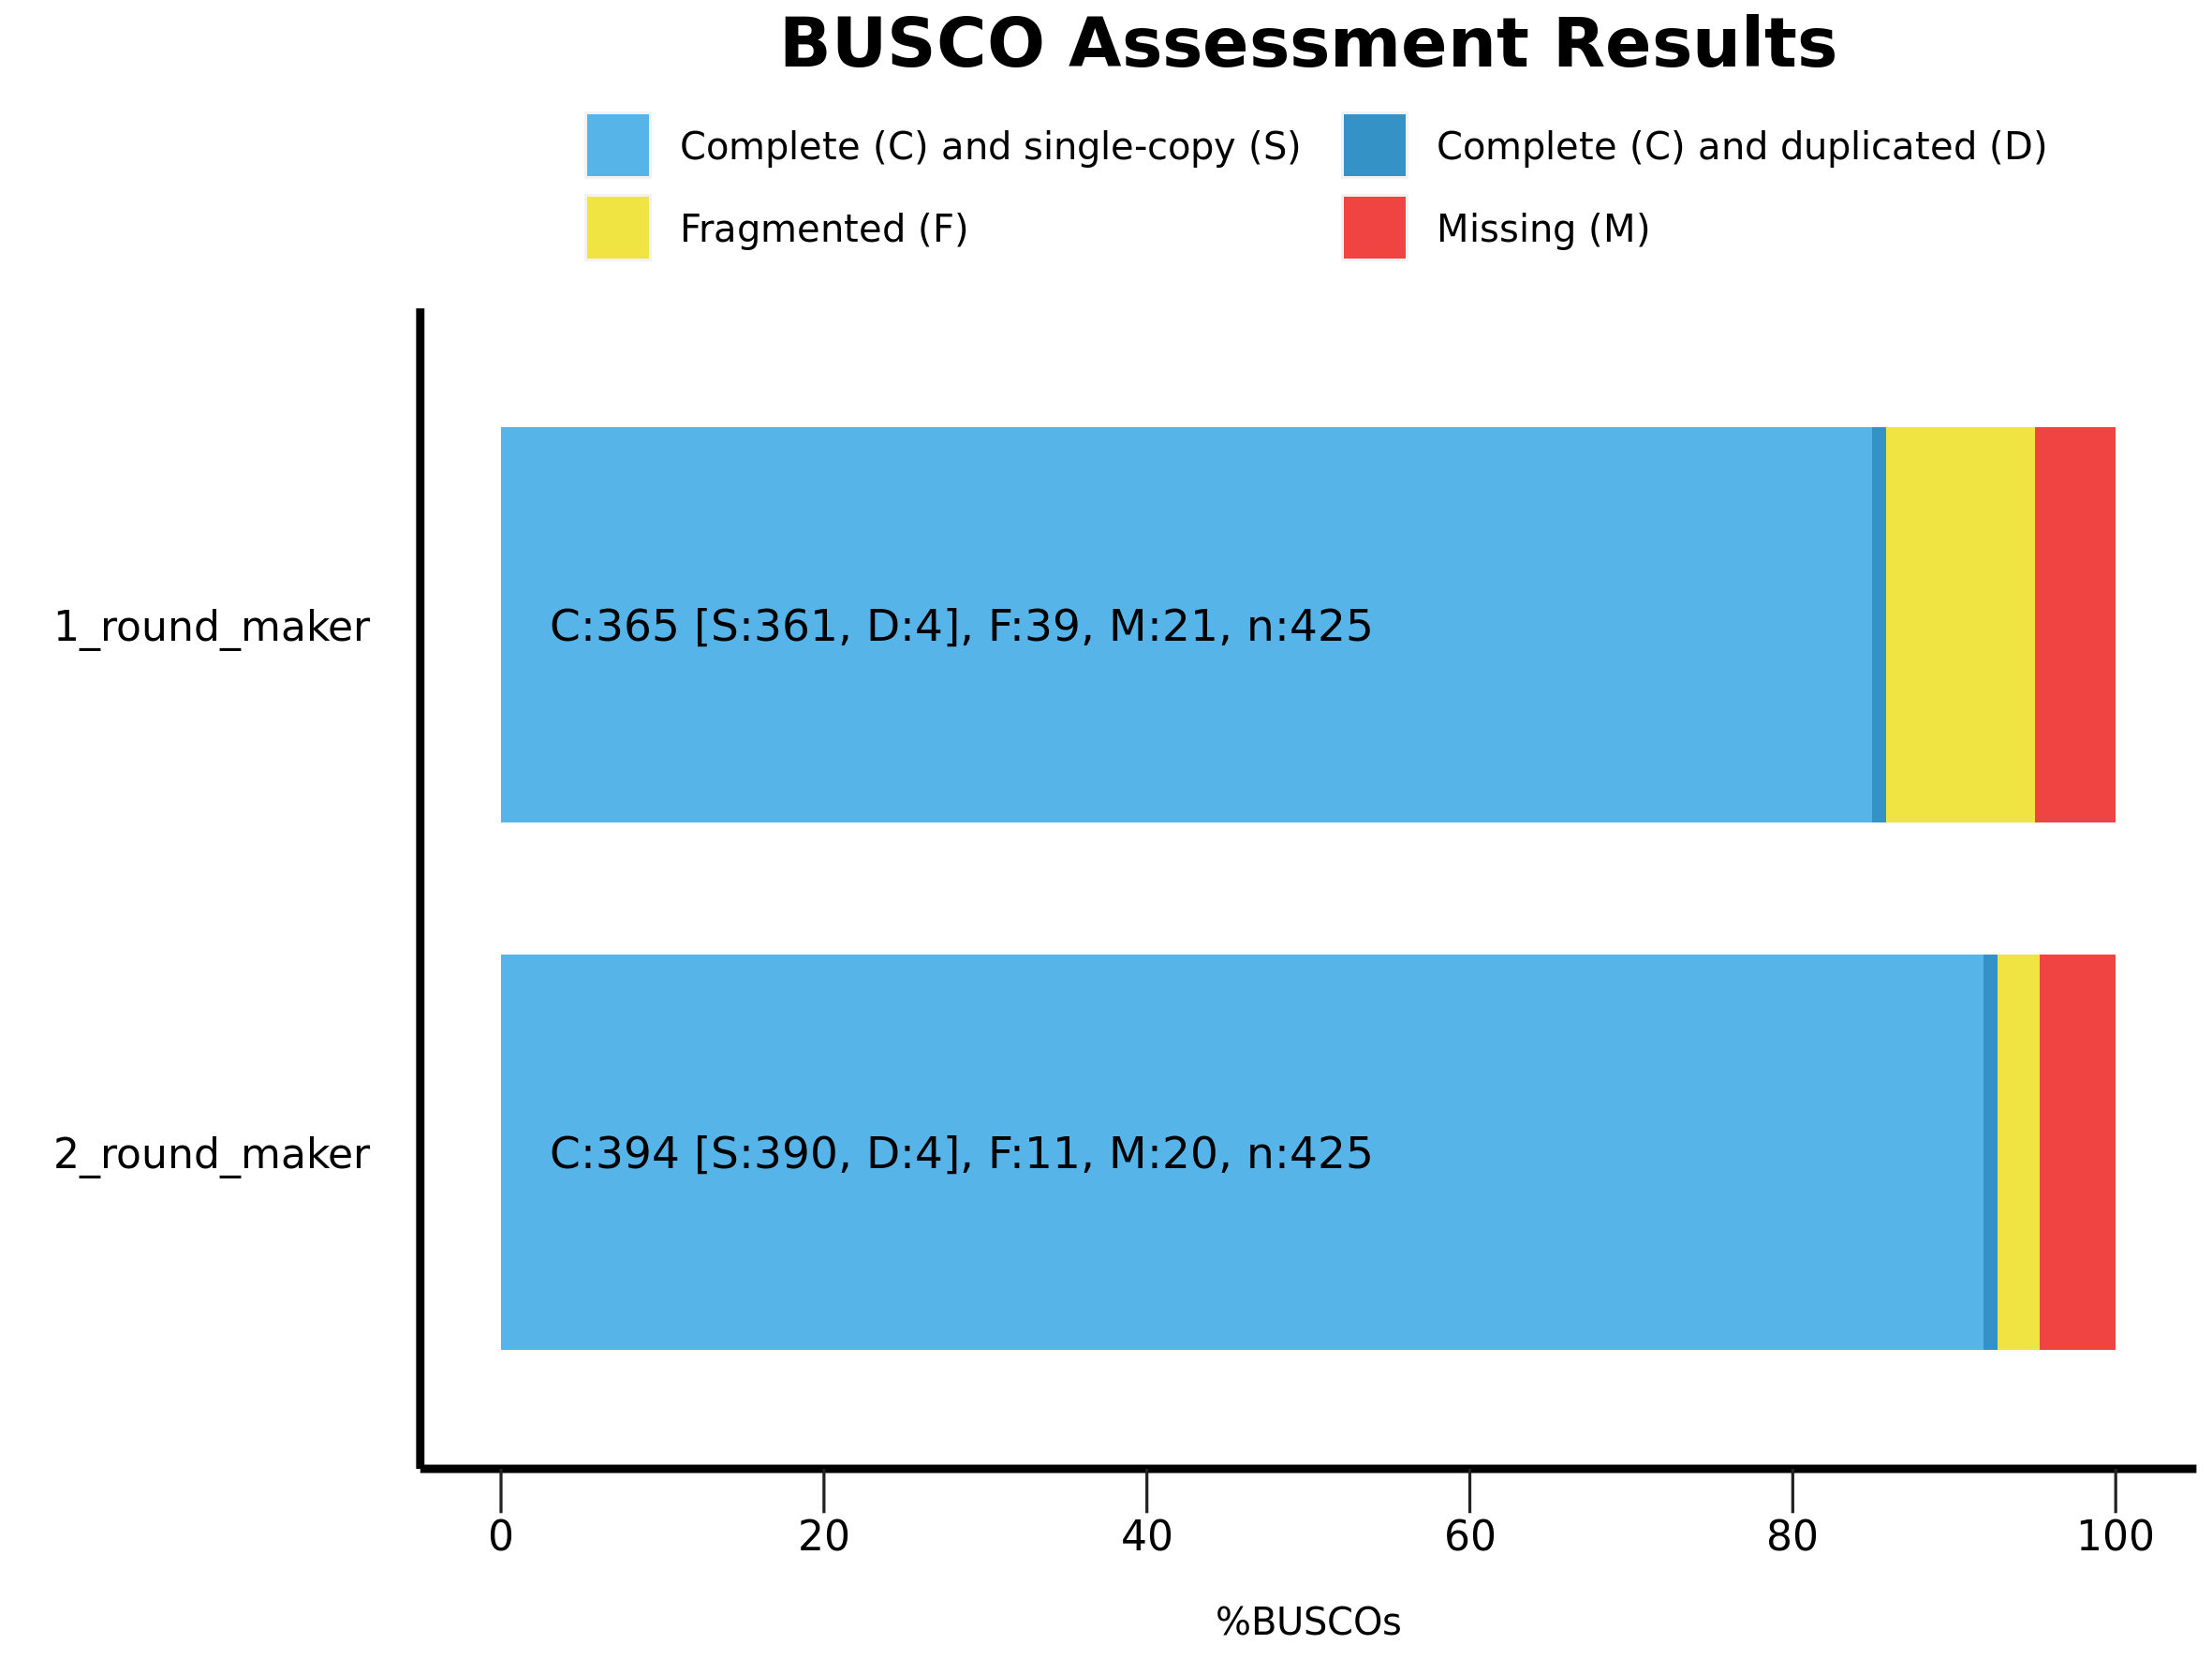 BUSCO Assessment Results
Complete (C) and single-copy (S) Complete (C) and duplicated (D)
Fragmented (F) Missing (M)
1_round_maker C:365 [S:361, D:4], F:39, M:21, n:425
2_round_maker C:394 [S:390, D:4], F:11, M:20, n:425
0 20 40 60 80 100
%BUSCOs